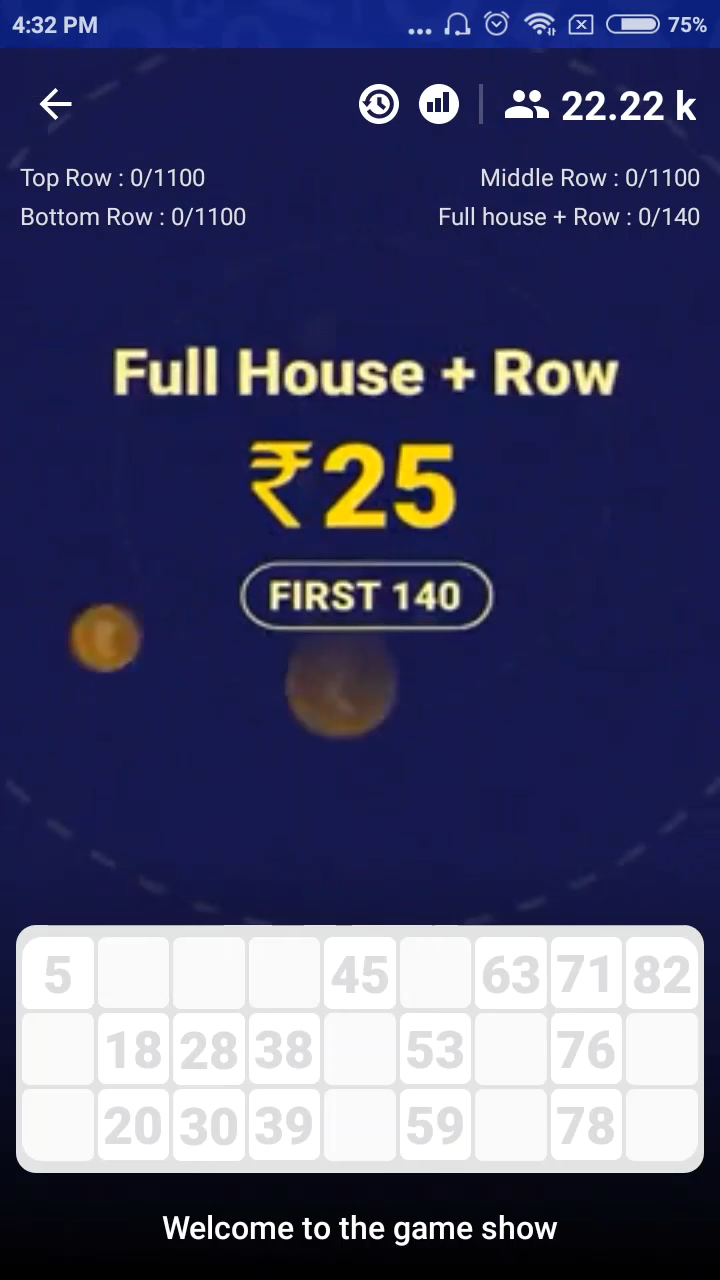 4:32 PM
75%
22.22 k
Top Row : 0/1100
Middle Row : 0/1100
Bottom Row : 0/1100
Full house + Row : 0/140
Full House + Row
₹25
FIRST 140
5 45 63 71 82
18 28 38 53 76
20 30 39 59 78
Welcome to the game show